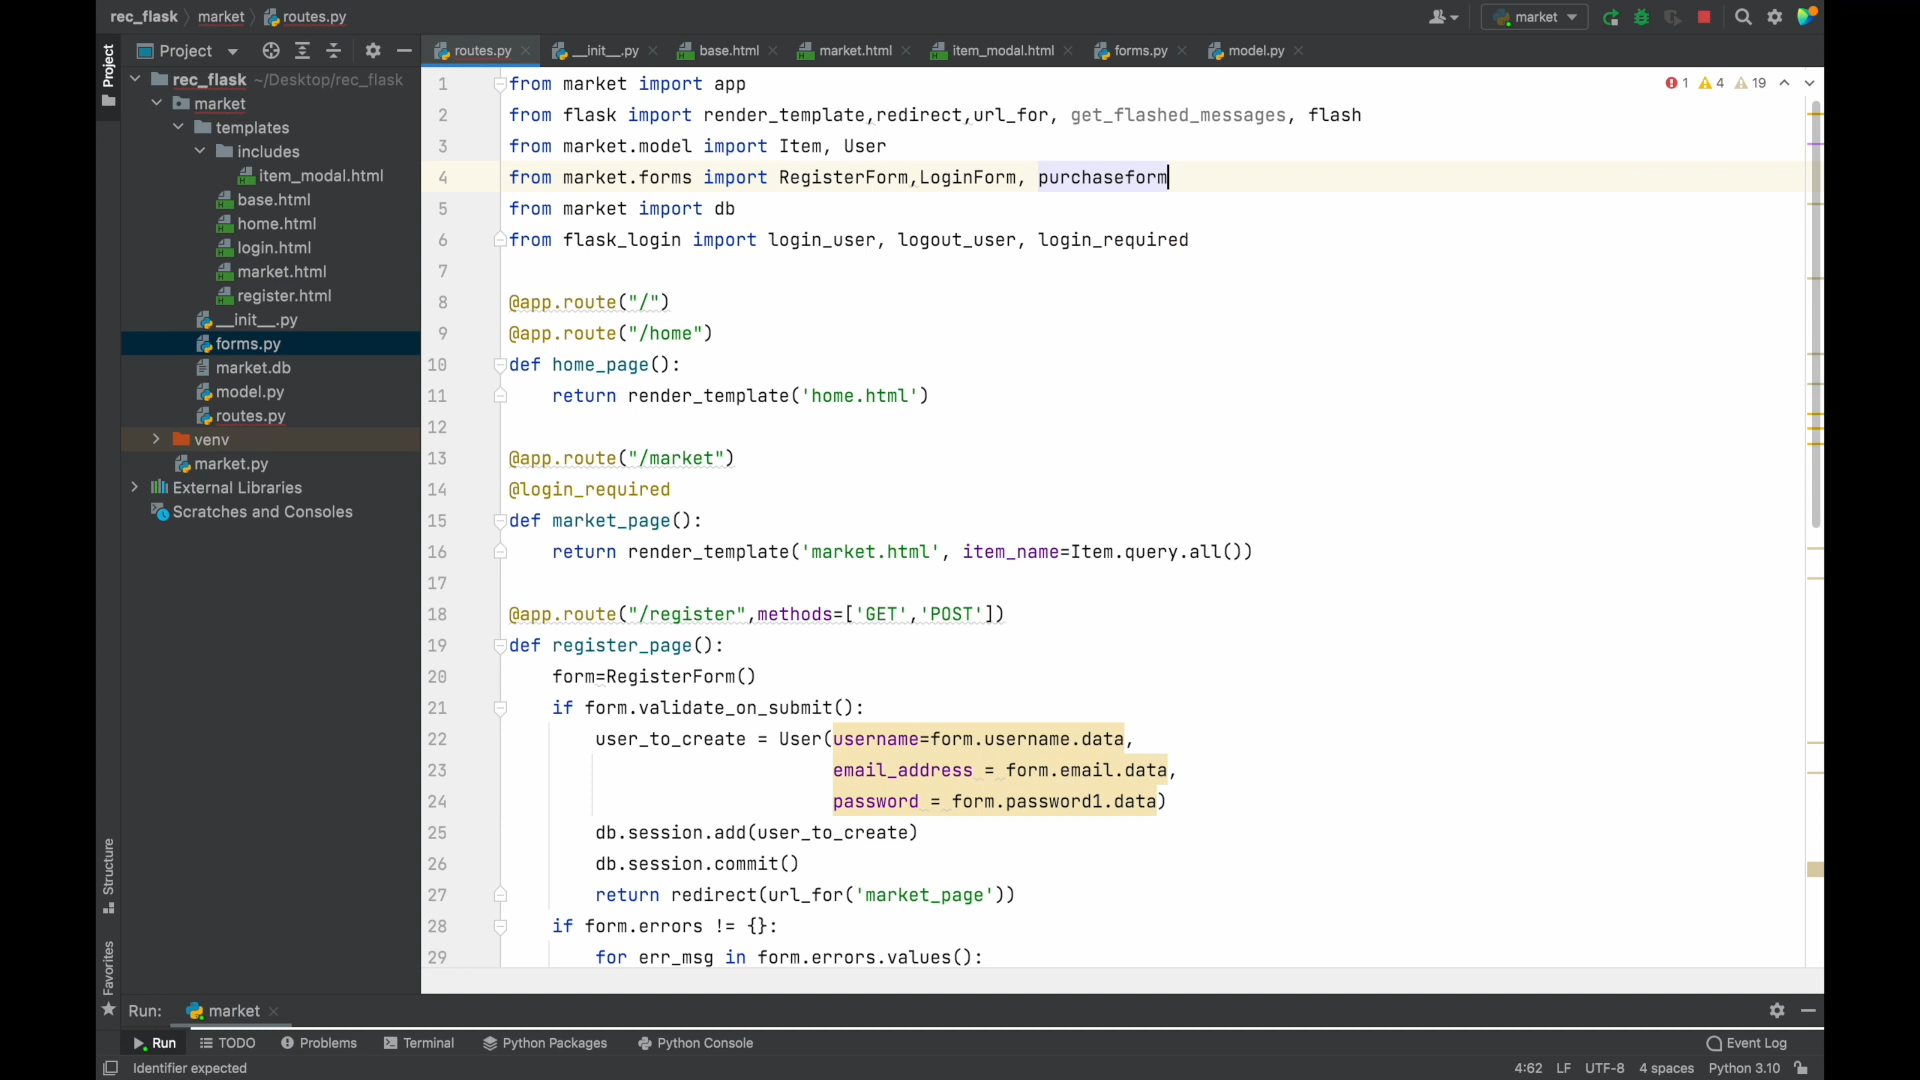 rec_flask market routes.py
market
Project
routes.py __init__.py base.html market.html item_modal.html forms.py model.py
Project
rec_flask ~/Desktop/rec_flask
market
templates
includes
item_modal.html
base.html
home.html
login.html
market.html
register.html
__init__.py
forms.py
market.db
model.py
routes.py
venv
market.py
External Libraries
Scratches and Consoles
Structure
Favorites
1 4 19
1 from market import app
2 from flask import render_template,redirect,url_for, get_flashed_messages, flash
3 from market.model import Item, User
4 from market.forms import RegisterForm,LoginForm, purchaseform
5 from market import db
6 from flask_login import login_user, logout_user, login_required
7
8 @app.route("/")
9 @app.route("/home")
10 def home_page():
11 return render_template('home.html')
12
13 @app.route("/market")
14 @login_required
15 def market_page():
16 return render_template('market.html', item_name=Item.query.all())
17
18 @app.route("/register",methods=['GET','POST'])
19 def register_page():
20 form=RegisterForm()
21 if form.validate_on_submit():
22 user_to_create = User(username=form.username.data,
23 email_address = form.email.data,
24 password = form.password1.data)
25 db.session.add(user_to_create)
26 db.session.commit()
27 return redirect(url_for('market_page'))
28 if form.errors != {}:
29 for err_msg in form.errors.values():
Run: market
Run TODO Problems Terminal Python Packages Python Console Event Log
Identifier expected 4:62 LF UTF-8 4 spaces Python 3.10